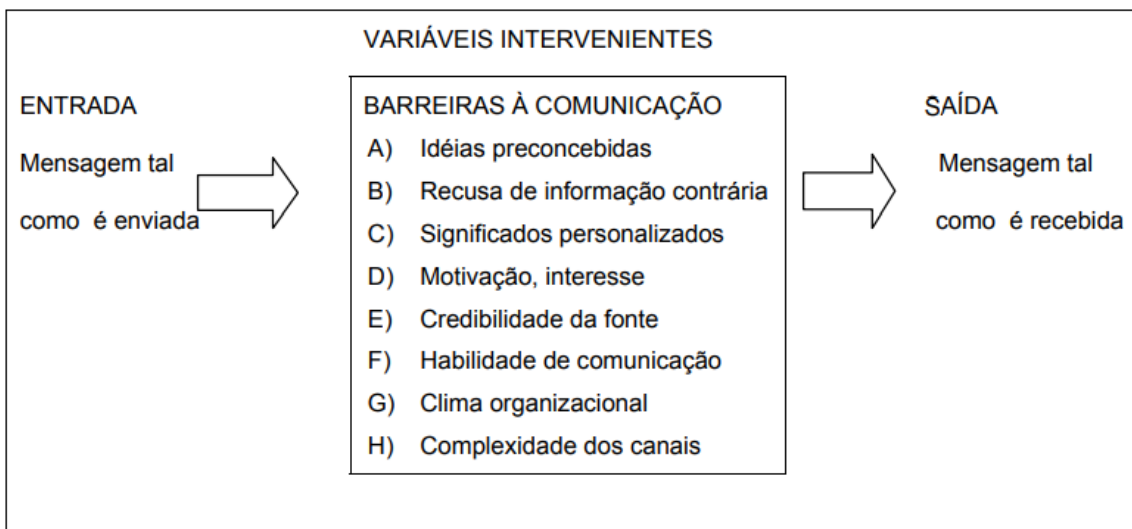 VARIÁVEIS INTERVENIENTES
ENTRADA
Mensagem tal
como é enviada
BARREIRAS À COMUNICAÇÃO
A) Idéias preconcebidas
B) Recusa de informação contrária
C) Significados personalizados
D) Motivação, interesse
E) Credibilidade da fonte
F) Habilidade de comunicação
G) Clima organizacional
H) Complexidade dos canais
SAÍDA
Mensagem tal
como é recebida